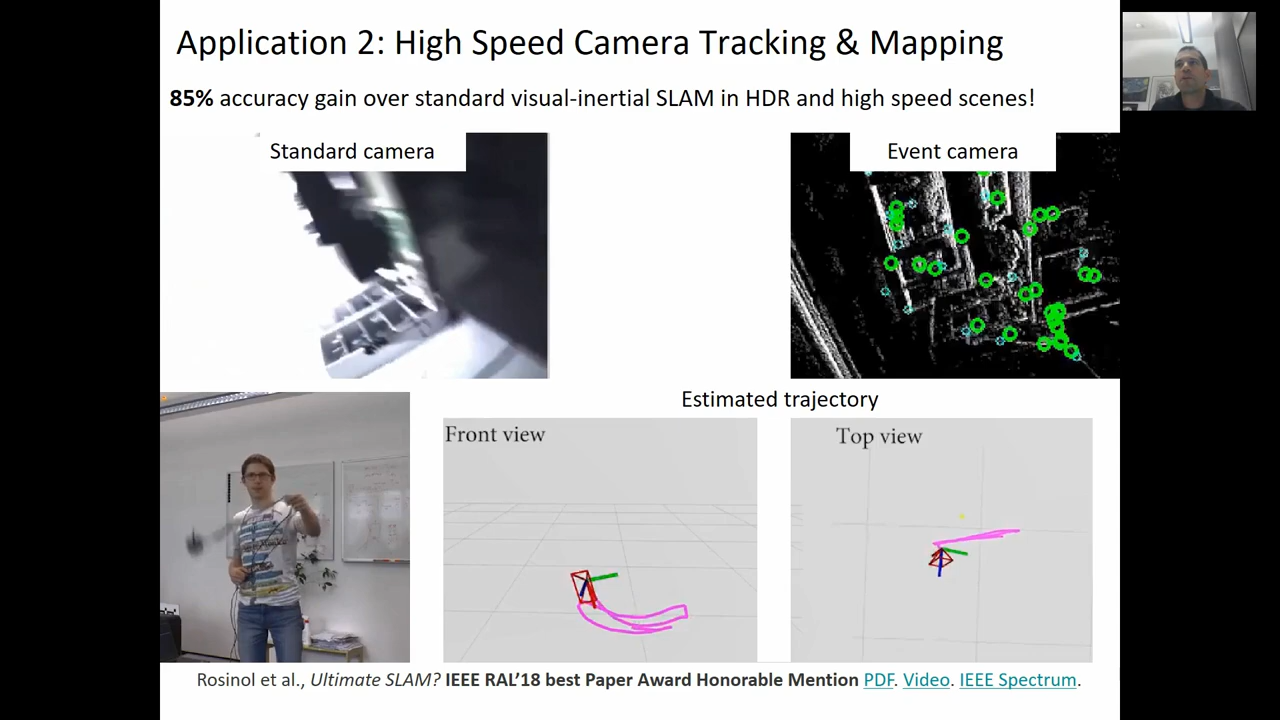 Application 2: High Speed Camera Tracking & Mapping
85% accuracy gain over standard visual-inertial SLAM in HDR and high speed scenes!
Standard camera
Event camera
Estimated trajectory
Front view
Top view
Rosinol et al., Ultimate SLAM? IEEE RAL’18 best Paper Award Honorable Mention PDF. Video. IEEE Spectrum.